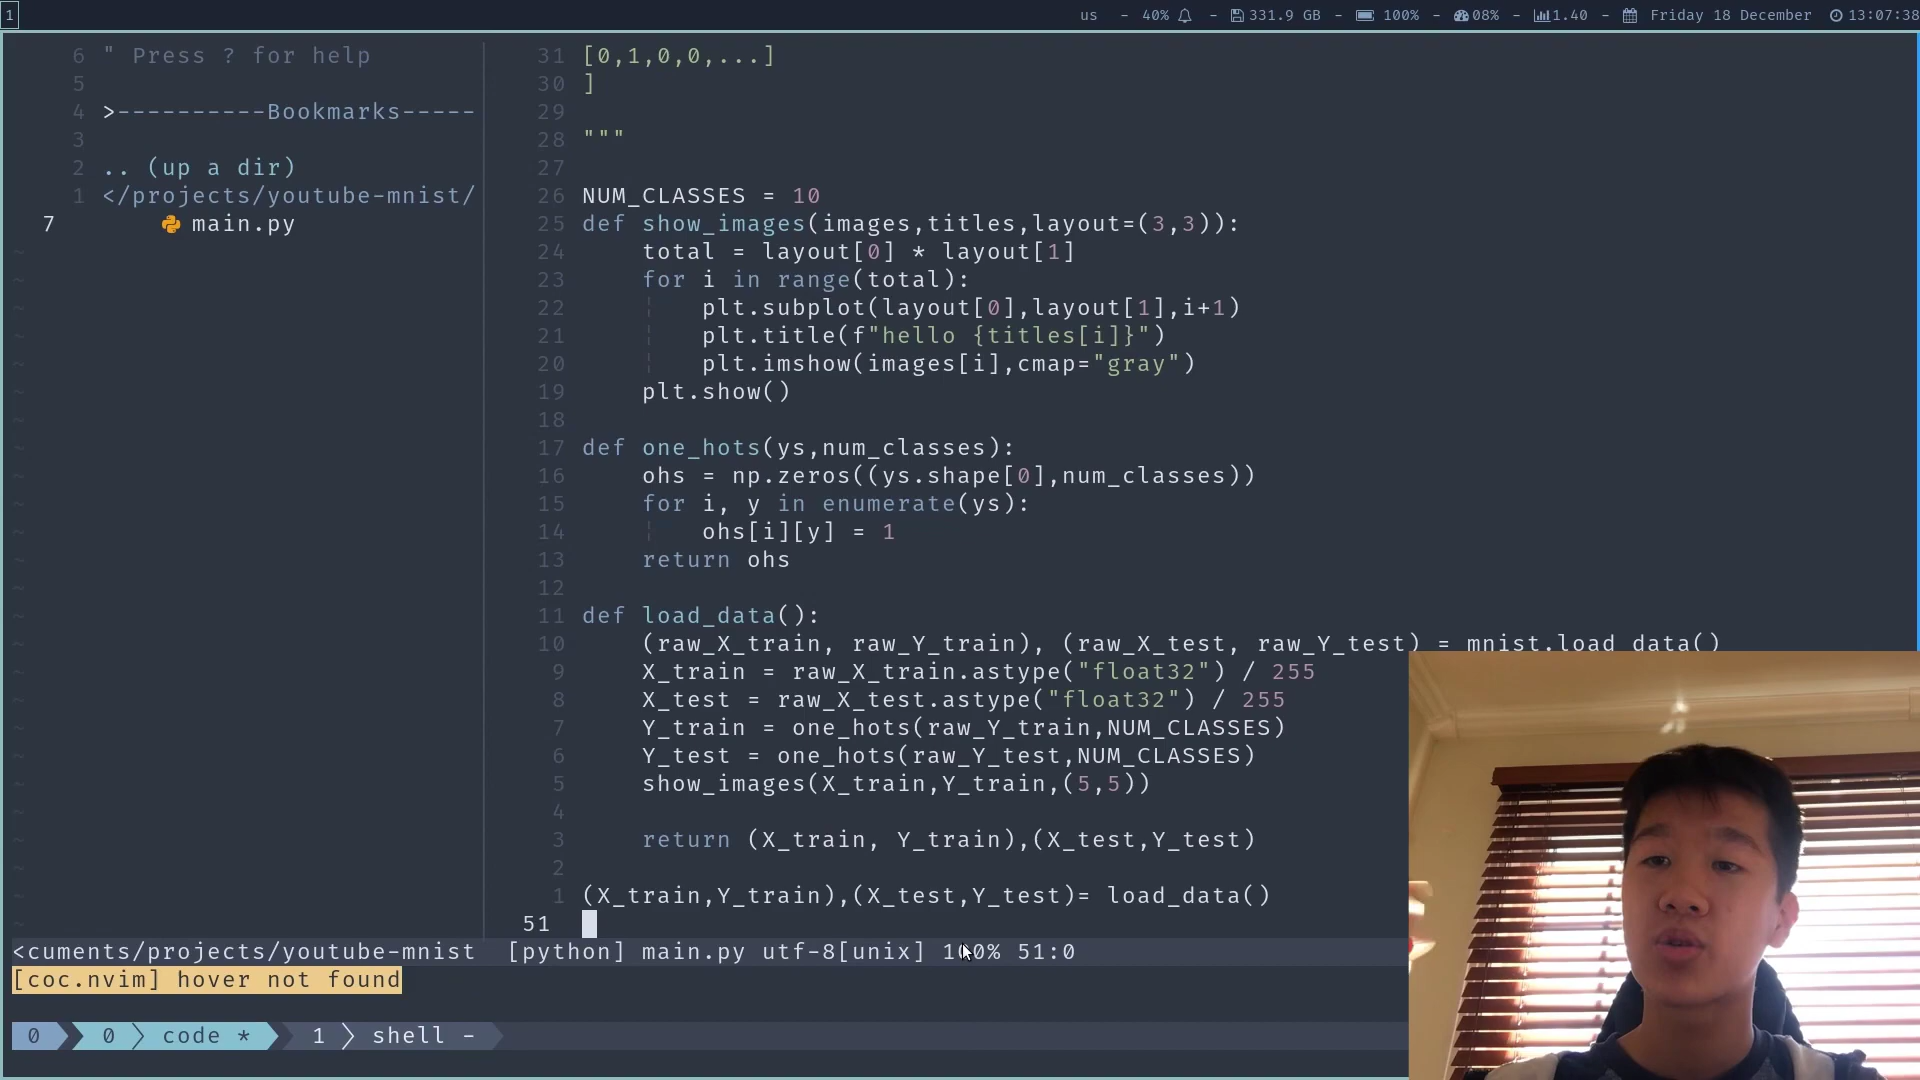 1
us - 40% - 331.9 GB - 100% - 08% - 1.40 - Friday 18 December 13:07:38
6 " Press ? for help
5
4 >----------Bookmarks-----
3
2 .. (up a dir)
1 </projects/youtube-mnist/
7 main.py
31 [0,1,0,0,...]
30 ]
29
28 """
27
26 NUM_CLASSES = 10
25 def show_images(images,titles,layout=(3,3)):
24 total = layout[0] * layout[1]
23 for i in range(total):
22 plt.subplot(layout[0],layout[1],i+1)
21 plt.title(f"hello {titles[i]}")
20 plt.imshow(images[i],cmap="gray")
19 plt.show()
18
17 def one_hots(ys,num_classes):
16 ohs = np.zeros((ys.shape[0],num_classes))
15 for i, y in enumerate(ys):
14 ohs[i][y] = 1
13 return ohs
12
11 def load_data():
10 (raw_X_train, raw_Y_train), (raw_X_test, raw_Y_test) = mnist.load_data()
9 X_train = raw_X_train.astype("float32") / 255
8 X_test = raw_X_test.astype("float32") / 255
7 Y_train = one_hots(raw_Y_train,NUM_CLASSES)
6 Y_test = one_hots(raw_Y_test,NUM_CLASSES)
5 show_images(X_train,Y_train,(5,5))
4
3 return (X_train, Y_train),(X_test,Y_test)
2
1 (X_train,Y_train),(X_test,Y_test)= load_data()
51
<cuments/projects/youtube-mnist [python] main.py utf-8[unix] 100% 51:0
[coc.nvim] hover not found
0 0 code * 1 shell -